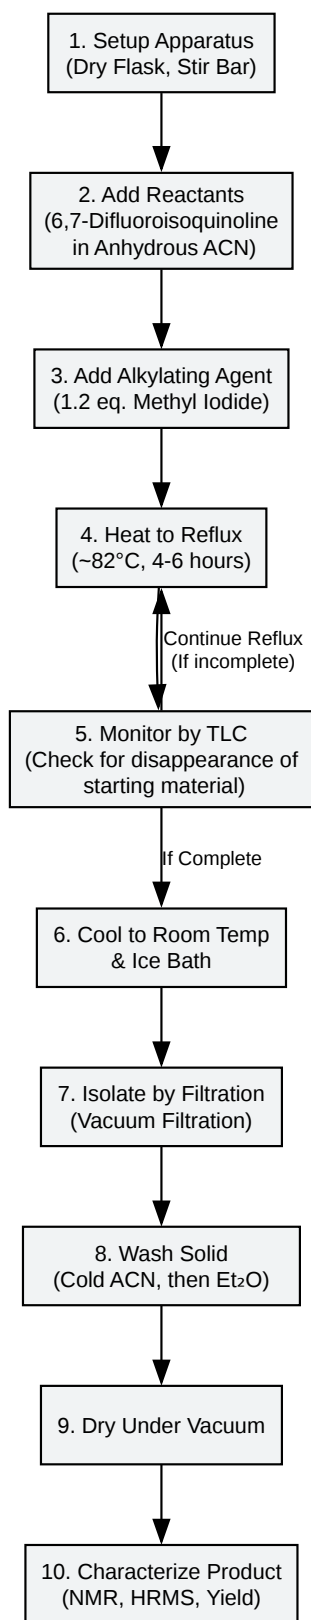 1. Setup Apparatus
(Dry Flask, Stir Bar)
2. Add Reactants
(6,7-Difluoroisoquinoline
in Anhydrous ACN)
3. Add Alkylating Agent
(1.2 eq. Methyl Iodide)
4. Heat to Reflux
(~82°C, 4-6 hours)
Continue Reflux
(If incomplete)
5. Monitor by TLC
(Check for disappearance of
starting material)
If Complete
6. Cool to Room Temp
& Ice Bath
7. Isolate by Filtration
(Vacuum Filtration)
8. Wash Solid
(Cold ACN, then Et₂O)
9. Dry Under Vacuum
10. Characterize Product
(NMR, HRMS, Yield)